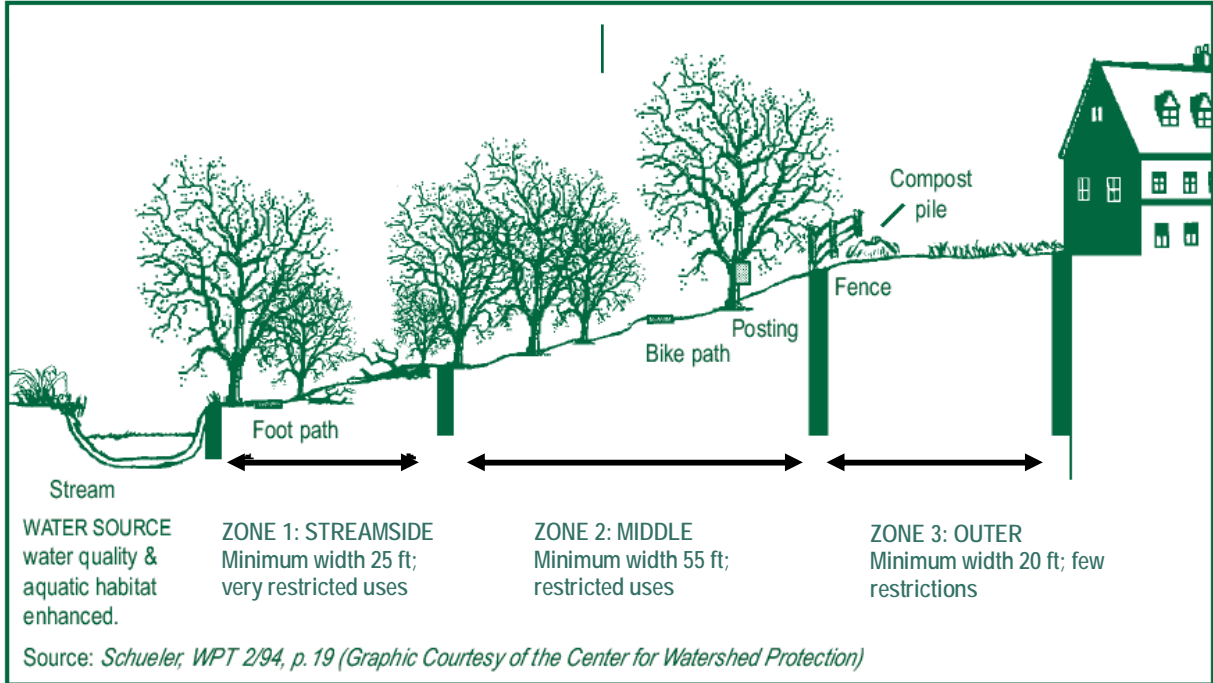 Compost
pile
Fence
Posting
Bike path
Foot path
Stream
WATER SOURCE
water quality &
aquatic habitat
enhanced.
ZONE 1: STREAMSIDE
Minimum width 25 ft;
very restricted uses
ZONE 2: MIDDLE
Minimum width 55 ft;
restricted uses
ZONE 3: OUTER
Minimum width 20 ft; few
restrictions
Source: Schueler, WPT 2/94, p. 19 (Graphic Courtesy of the Center for Watershed Protection)